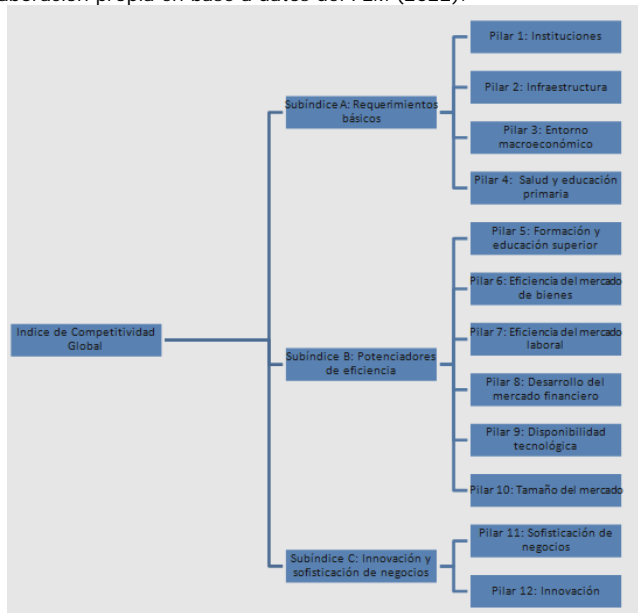 Pilar 1: Instituciones
Pilar 2: Infraestructura
Subíndice A: Requerimientos
básicos
Pilar 3: Entorno
macroeconómico
Pilar 4: Salud y educación
primaria
Pilar 5: Formación y
educación superior
Pilar 6: Eficiencia del mercado
de bienes
Indice de Competitividad
Global
Pilar 7: Eficiencia del mercado
laboral
Subíndice B: Potenciadores
de eficiencia
Pilar 8: Desarrollo del
mercado financiero
Pilar 9: Disponibilidad
tecnológica
Pilar 10: Tamaño del mercado
Pilar 11: Sofisticación de
negocios
Subíndice C: Innovación y
sofisticación de negocios
Pilar 12: Innovación